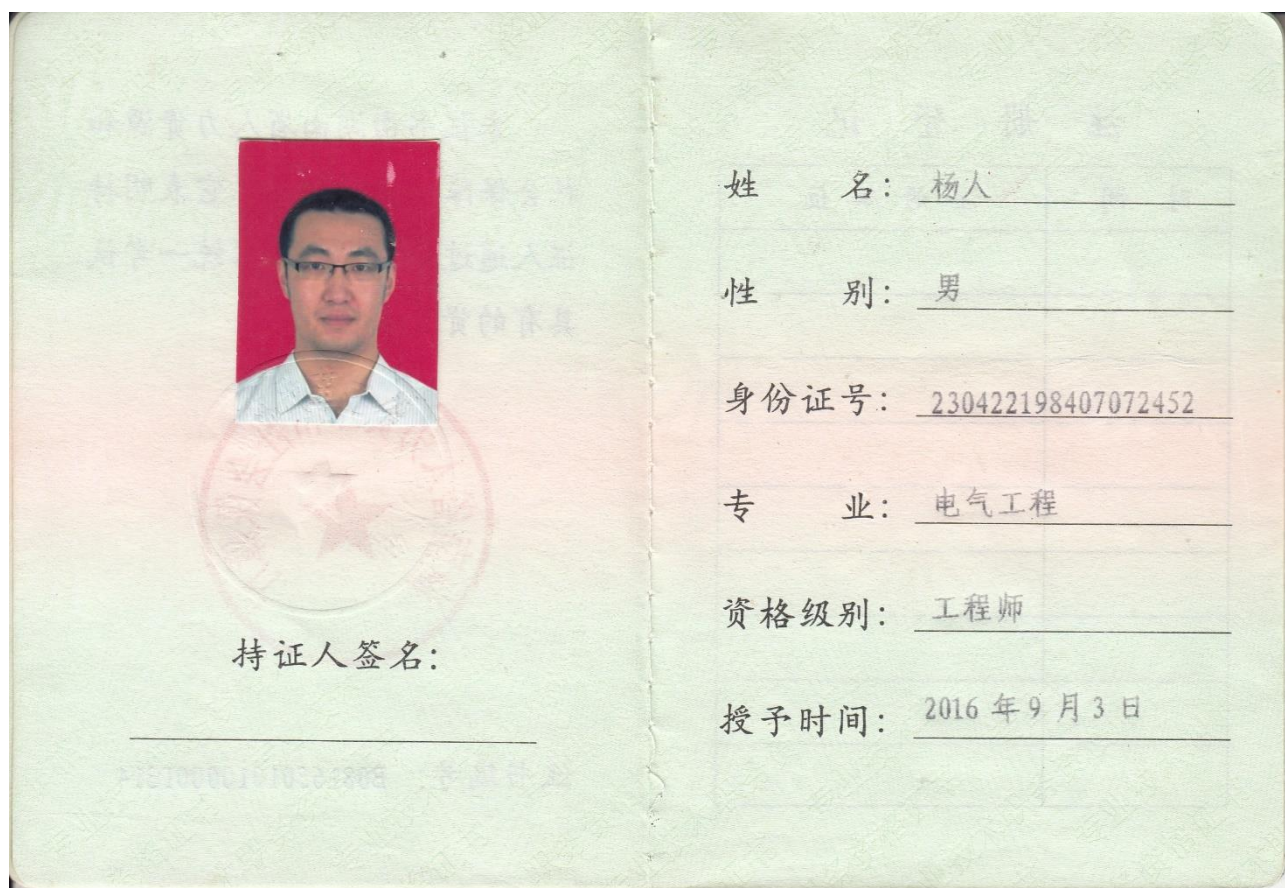 持证人签名:
姓 名: 杨人
性 别: 男
身份证号: 230422198407072452
专 业: 电气工程
资格级别: 工程师
授予时间: 2016 年 9 月 3 日